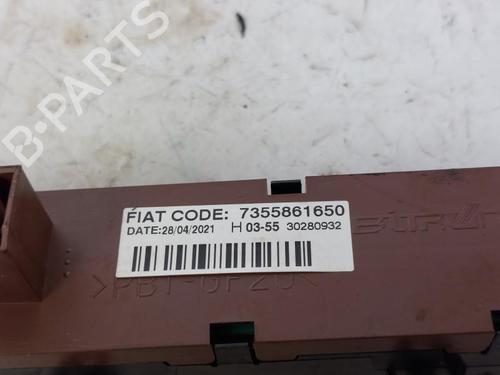 B-PARTS
FIAT CODE: 7355861650
DATE:28/04/2021 H 03-55 30280932
>PBT-GF20<